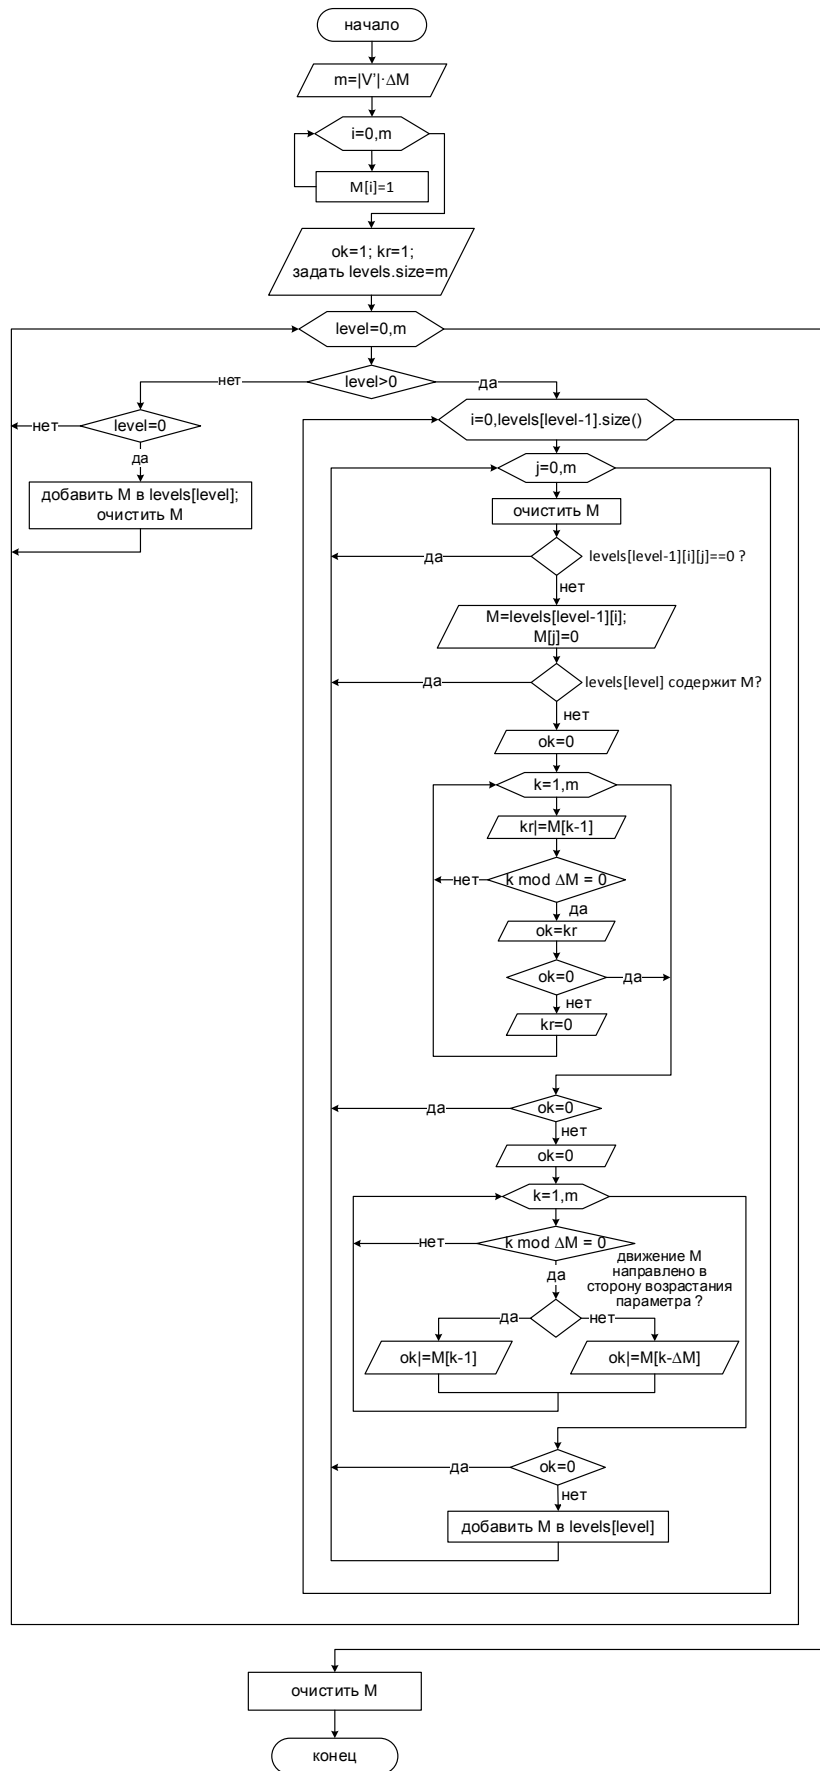 начало
m=|V'|·ΔM
i=0,m
M[i]=1
ok=1; kr=1;
задать levels.size=m
level=0,m
level>0
нет
да
level=0
нет
да
добавить M в levels[level];
очистить M
i=0,levels[level-1].size()
j=0,m
очистить M
levels[level-1][i][j]==0 ?
да
нет
M=levels[level-1][i];
M[j]=0
levels[level] содержит M?
да
нет
ok=0
k=1,m
kr|=M[k-1]
k mod ΔM = 0
нет
да
ok=kr
ok=0
да
нет
kr=0
ok=0
да
нет
ok=0
k=1,m
k mod ΔM = 0
нет
да
движение M
направлено в
сторону возрастания
параметра ?
да
нет
ok|=M[k-1]
ok|=M[k-ΔM]
ok=0
да
нет
добавить M в levels[level]
очистить M
конец